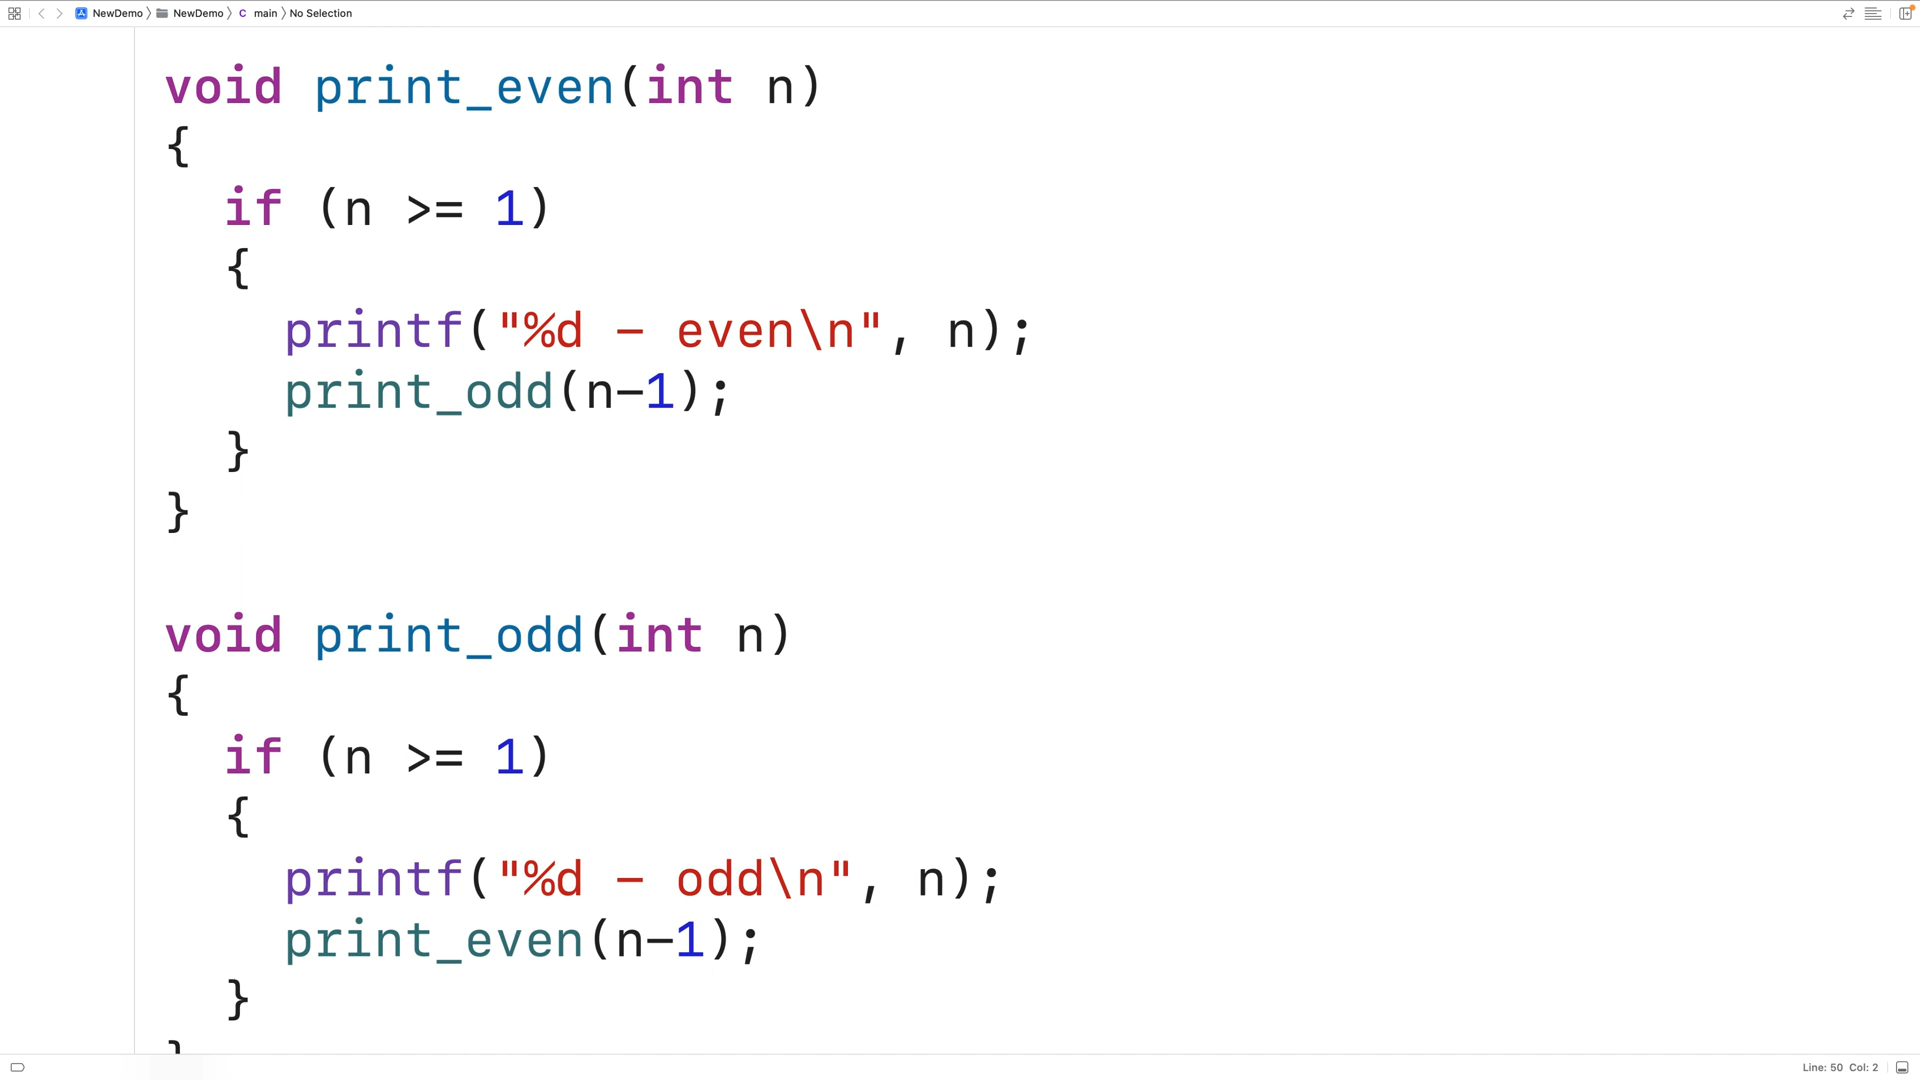 NewDemo 〉 NewDemo 〉 C main 〉 No Selection
void print_even(int n)
{
if (n >= 1)
{
printf("%d - even\n", n);
print_odd(n-1);
}
}
void print_odd(int n)
{
if (n >= 1)
{
printf("%d - odd\n", n);
print_even(n-1);
}
}
Line: 50 Col: 2